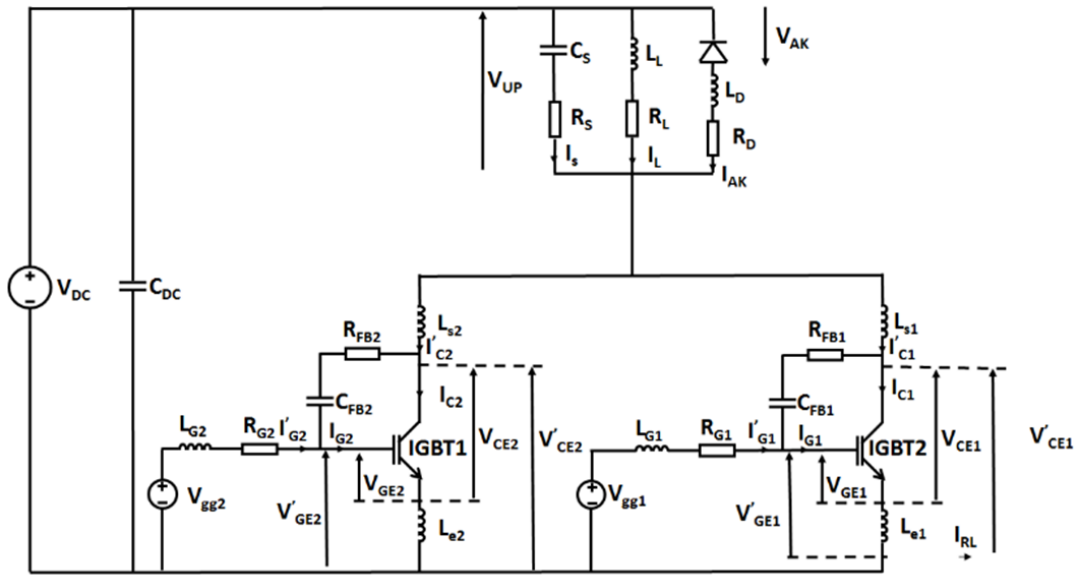 V_AK
C_S
L_L
V_UP
L_D
R_S
R_L
R_D
I_s
I_L
I_AK
+
-
V_DC
C_DC
L_s2
L_s1
R_FB2
R_FB1
I'_C2
I'_C1
I_C2
I_C1
C_FB2
C_FB1
L_G2
R_G2
I'_G2
I_G2
IGBT1
V_CE2
V'_CE2
L_G1
R_G1
I'_G1
I_G1
IGBT2
V_CE1
V'_CE1
+
-
V_gg2
V_GE2
V'_GE2
L_e2
+
-
V_gg1
V_GE1
V'_GE1
L_e1
I_RL